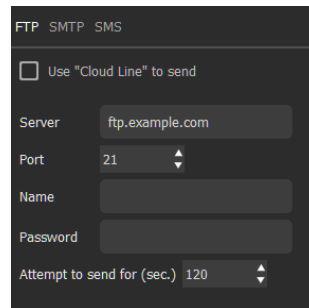 FTP SMTP SMS
Use "Cloud Line" to send
Server ftp.example.com
Port 21
Name
Password
Attempt to send for (sec.) 120